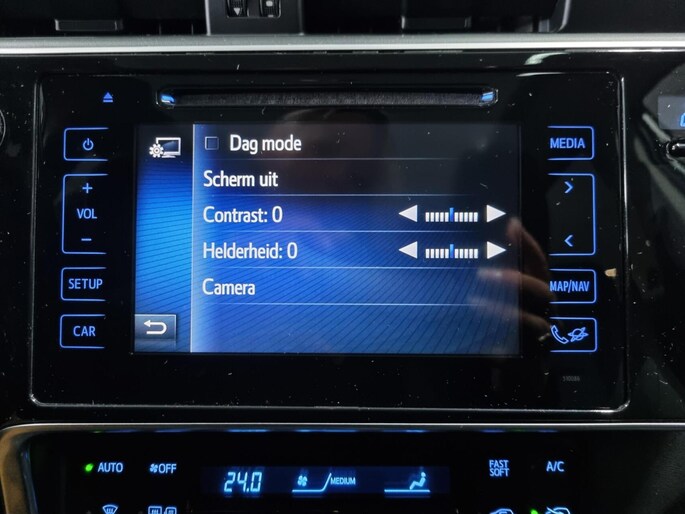 Dag mode
MEDIA
Scherm uit
+
VOL
-
Contrast: 0
Helderheid: 0
SETUP
Camera
MAP/NAV
CAR
AUTO
OFF
24.0
MEDIUM
FAST
SOFT
A/C